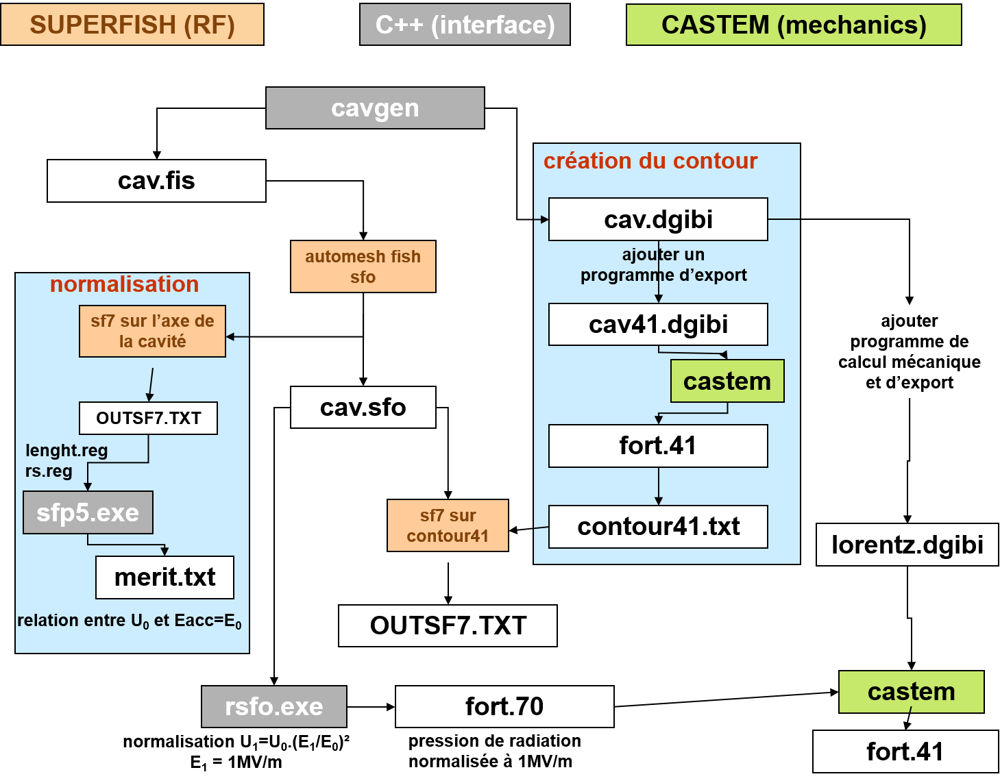 SUPERFISH (RF)
C++ (interface)
CASTEM (mechanics)
cavgen
création du contour
cav.fis
cav.dgibi
automesh fish
sfo
ajouter un
programme d’export
normalisation
sf7 sur l’axe de
la cavité
cav41.dgibi
ajouter
programme de
calcul mécanique
et d’export
castem
OUTSF7.TXT
cav.sfo
lenght.reg
rs.reg
fort.41
sfp5.exe
sf7 sur
contour41
contour41.txt
lorentz.dgibi
merit.txt
relation entre U₀ et Eacc=E₀
OUTSF7.TXT
rsfo.exe
fort.70
castem
normalisation U₁=U₀.(E₁/E₀)²
E₁ = 1MV/m
pression de radiation
normalisée à 1MV/m
fort.41